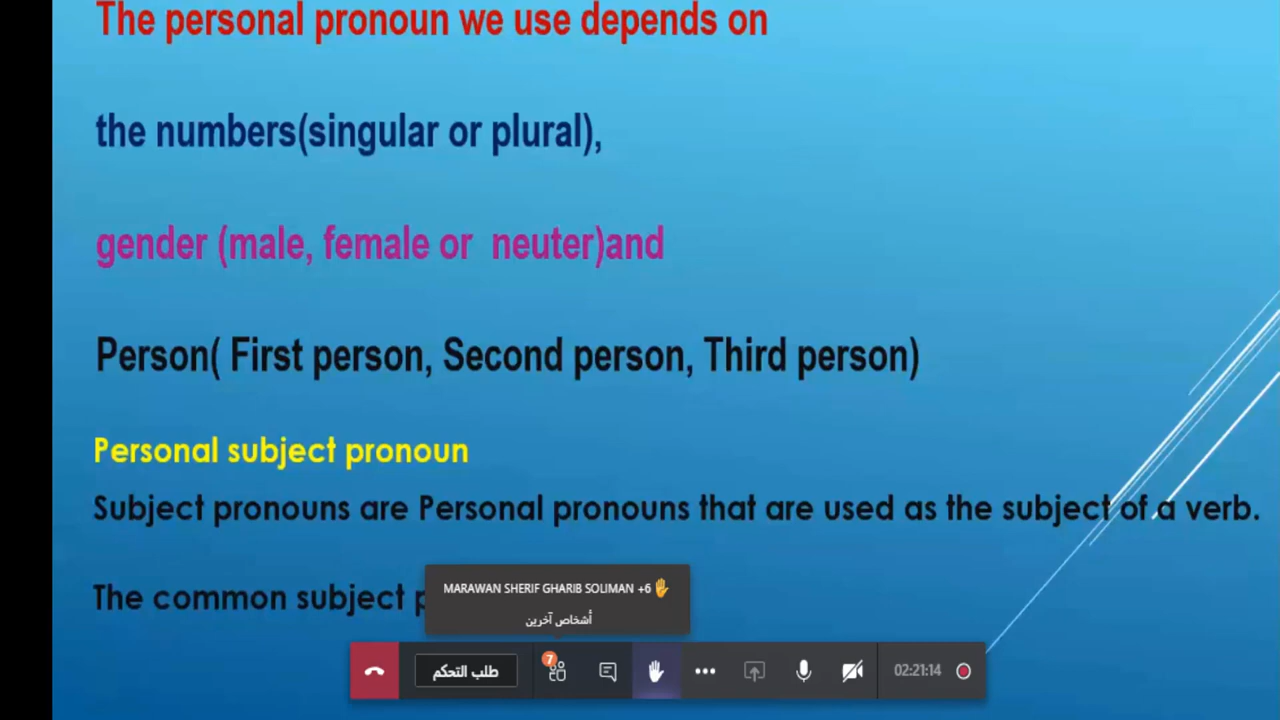 The personal pronoun we use depends on
the numbers(singular or plural),
gender (male, female or neuter)and
Person( First person, Second person, Third person)
Personal subject pronoun
Subject pronouns are Personal pronouns that are used as the subject of a verb.
The common subject p
MARAWAN SHERIF GHARIB SOLIMAN +6 ✋
أشخاص آخرين
طلب التحكم
7
02:21:14